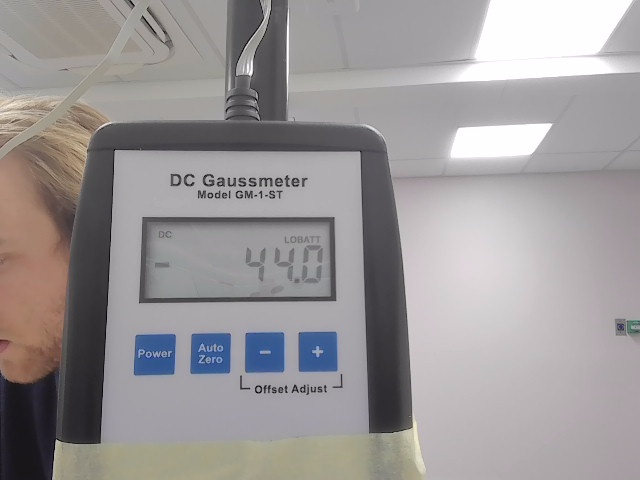 DC Gaussmeter
Model GM-1-ST
DC
LOBATT
- 44.0
Power
Auto
Zero
-
+
Offset Adjust